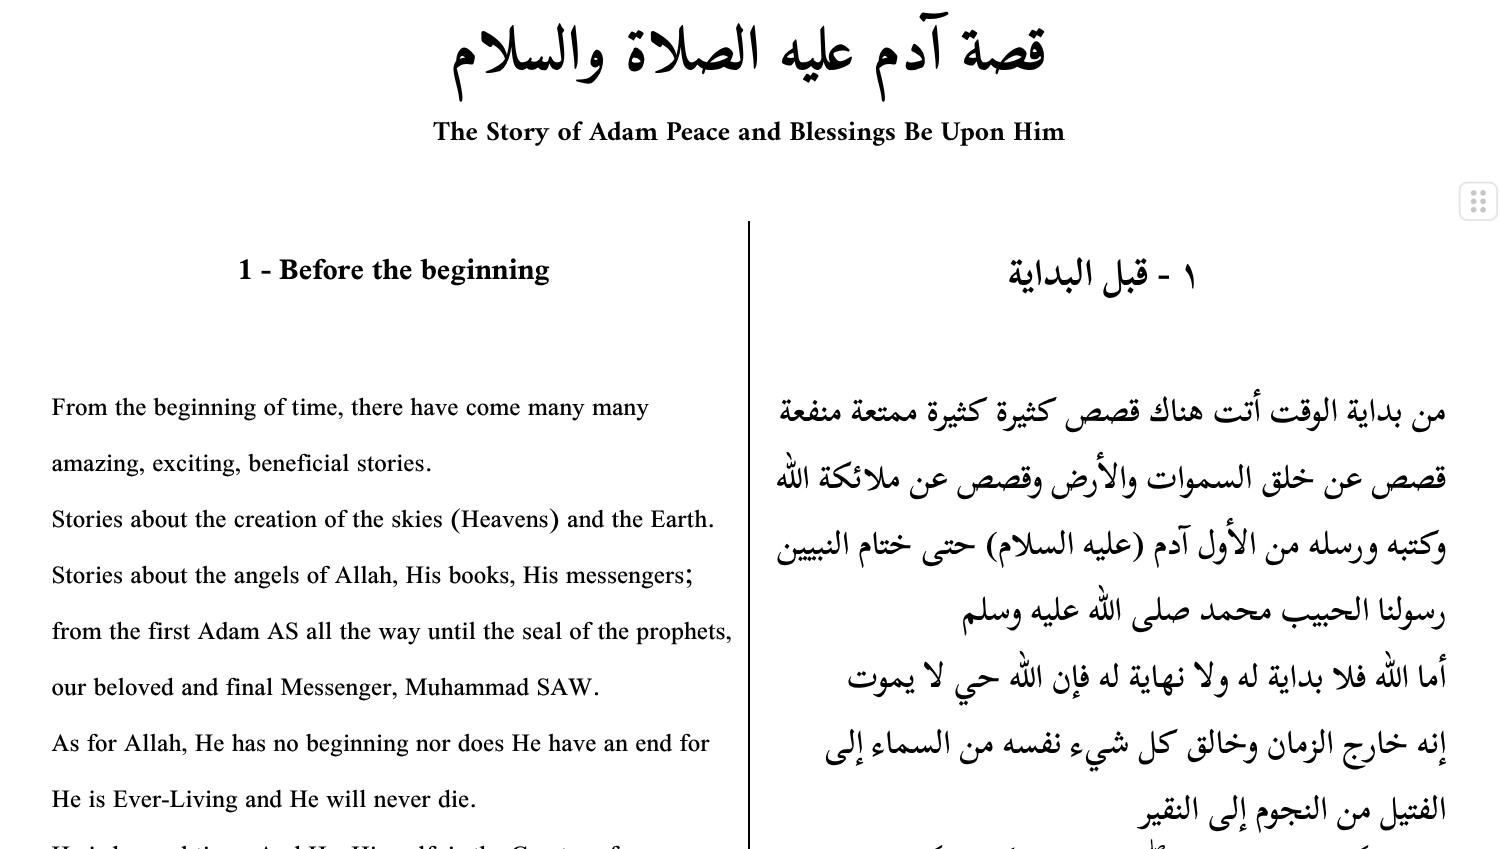 قصة آدم عليه الصلاة والسلام
The Story of Adam Peace and Blessings Be Upon Him
1 - Before the beginning
From the beginning of time, there have come many many
amazing, exciting, beneficial stories.
Stories about the creation of the skies (Heavens) and the Earth.
Stories about the angels of Allah, His books, His messengers;
from the first Adam AS all the way until the seal of the prophets,
our beloved and final Messenger, Muhammad SAW.
As for Allah, He has no beginning nor does He have an end for
He is Ever-Living and He will never die.
١ - قبل البداية
من بداية الوقت أتت هناك قصص كثيرة كثيرة ممتعة منفعة
قصص عن خلق السموات والأرض وقصص عن ملائكة الله
وكتبه ورسله من الأول آدم (عليه السلام) حتى ختام النبيين
رسولنا الحبيب محمد صلى الله عليه وسلم
أما الله فلا بداية له ولا نهاية له فإن الله حي لا يموت
إنه خارج الزمان وخالق كل شيء نفسه من السماء إلى
الفتيل من النجوم إلى النقير